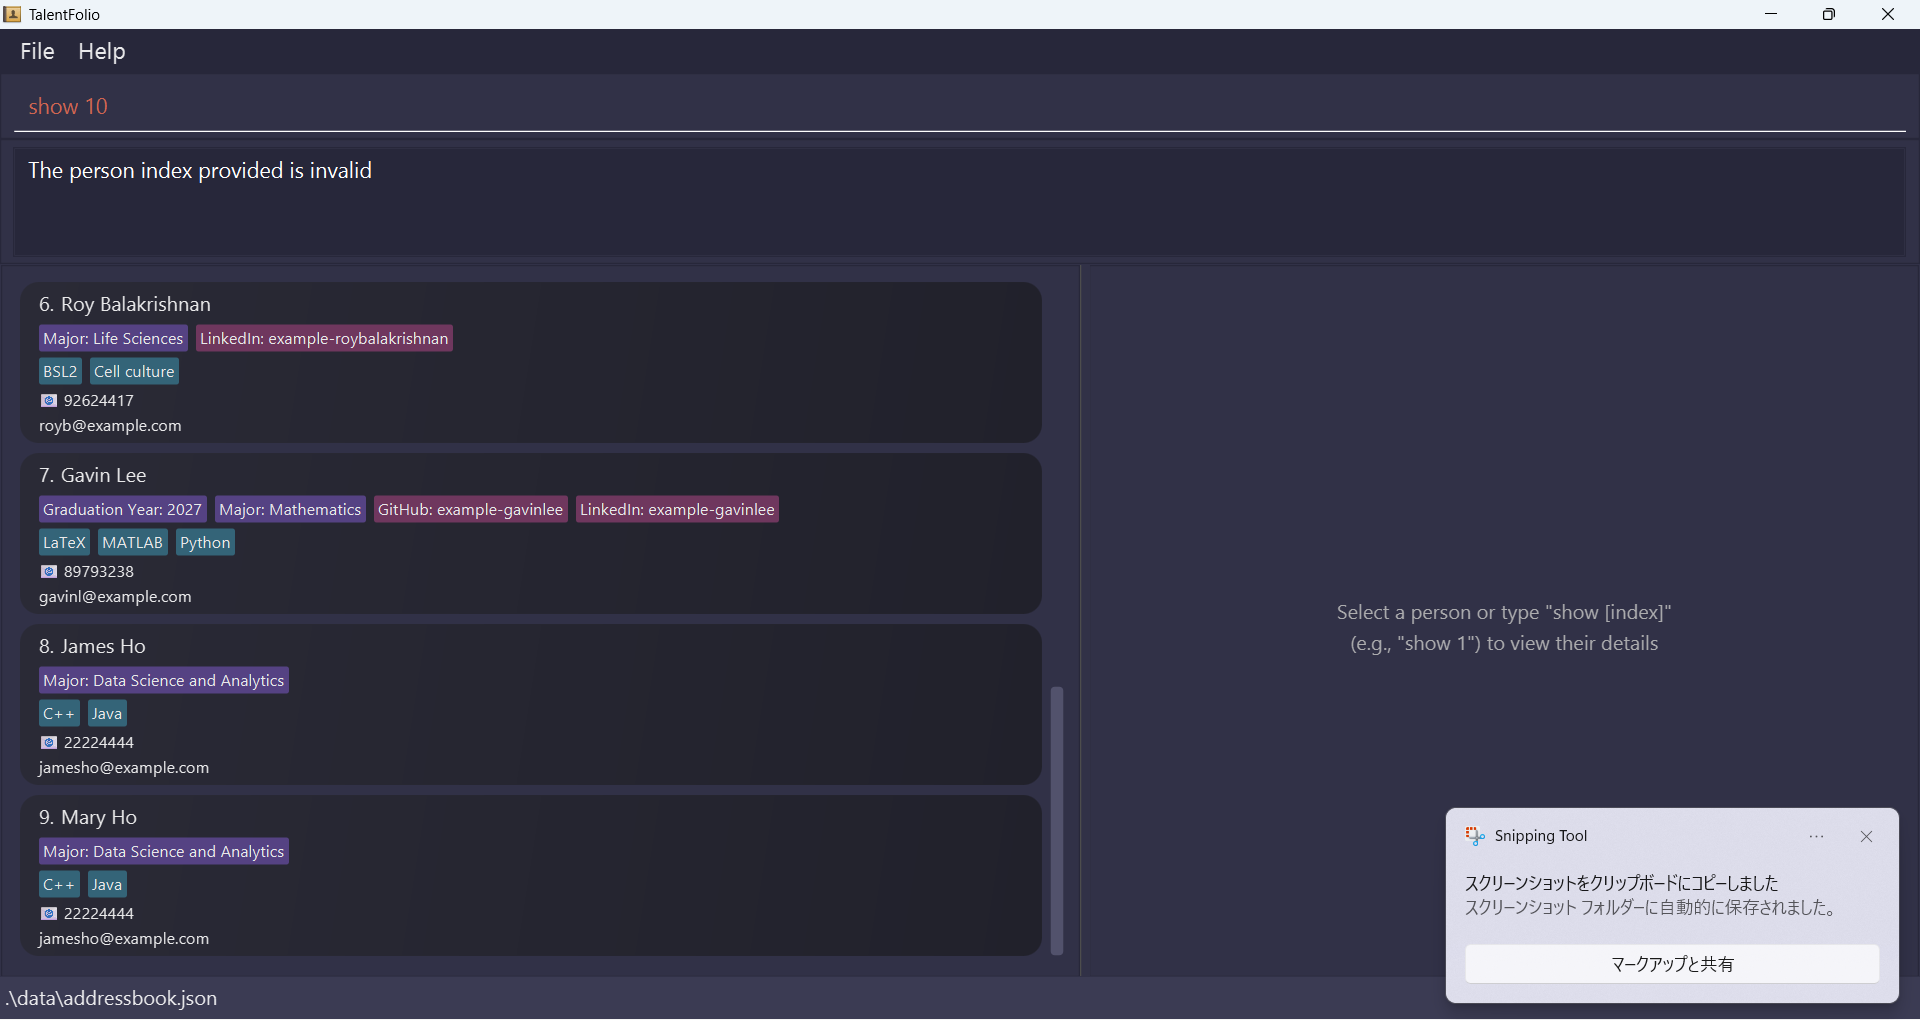 TalentFolio
File Help
show 10
The person index provided is invalid
6. Roy Balakrishnan
Major: Life Sciences LinkedIn: example-roybalakrishnan
BSL2 Cell culture
92624417
royb@example.com
7. Gavin Lee
Graduation Year: 2027 Major: Mathematics GitHub: example-gavinlee LinkedIn: example-gavinlee
LaTeX MATLAB Python
89793238
gavinl@example.com
8. James Ho
Major: Data Science and Analytics
C++ Java
22224444
jamesho@example.com
9. Mary Ho
Major: Data Science and Analytics
C++ Java
22224444
jamesho@example.com
Select a person or type "show [index]"
(e.g., "show 1") to view their details
Snipping Tool
スクリーンショットをクリップボードにコピーしました
スクリーンショット フォルダーに自動的に保存されました。
マークアップと共有
.\data\addressbook.json